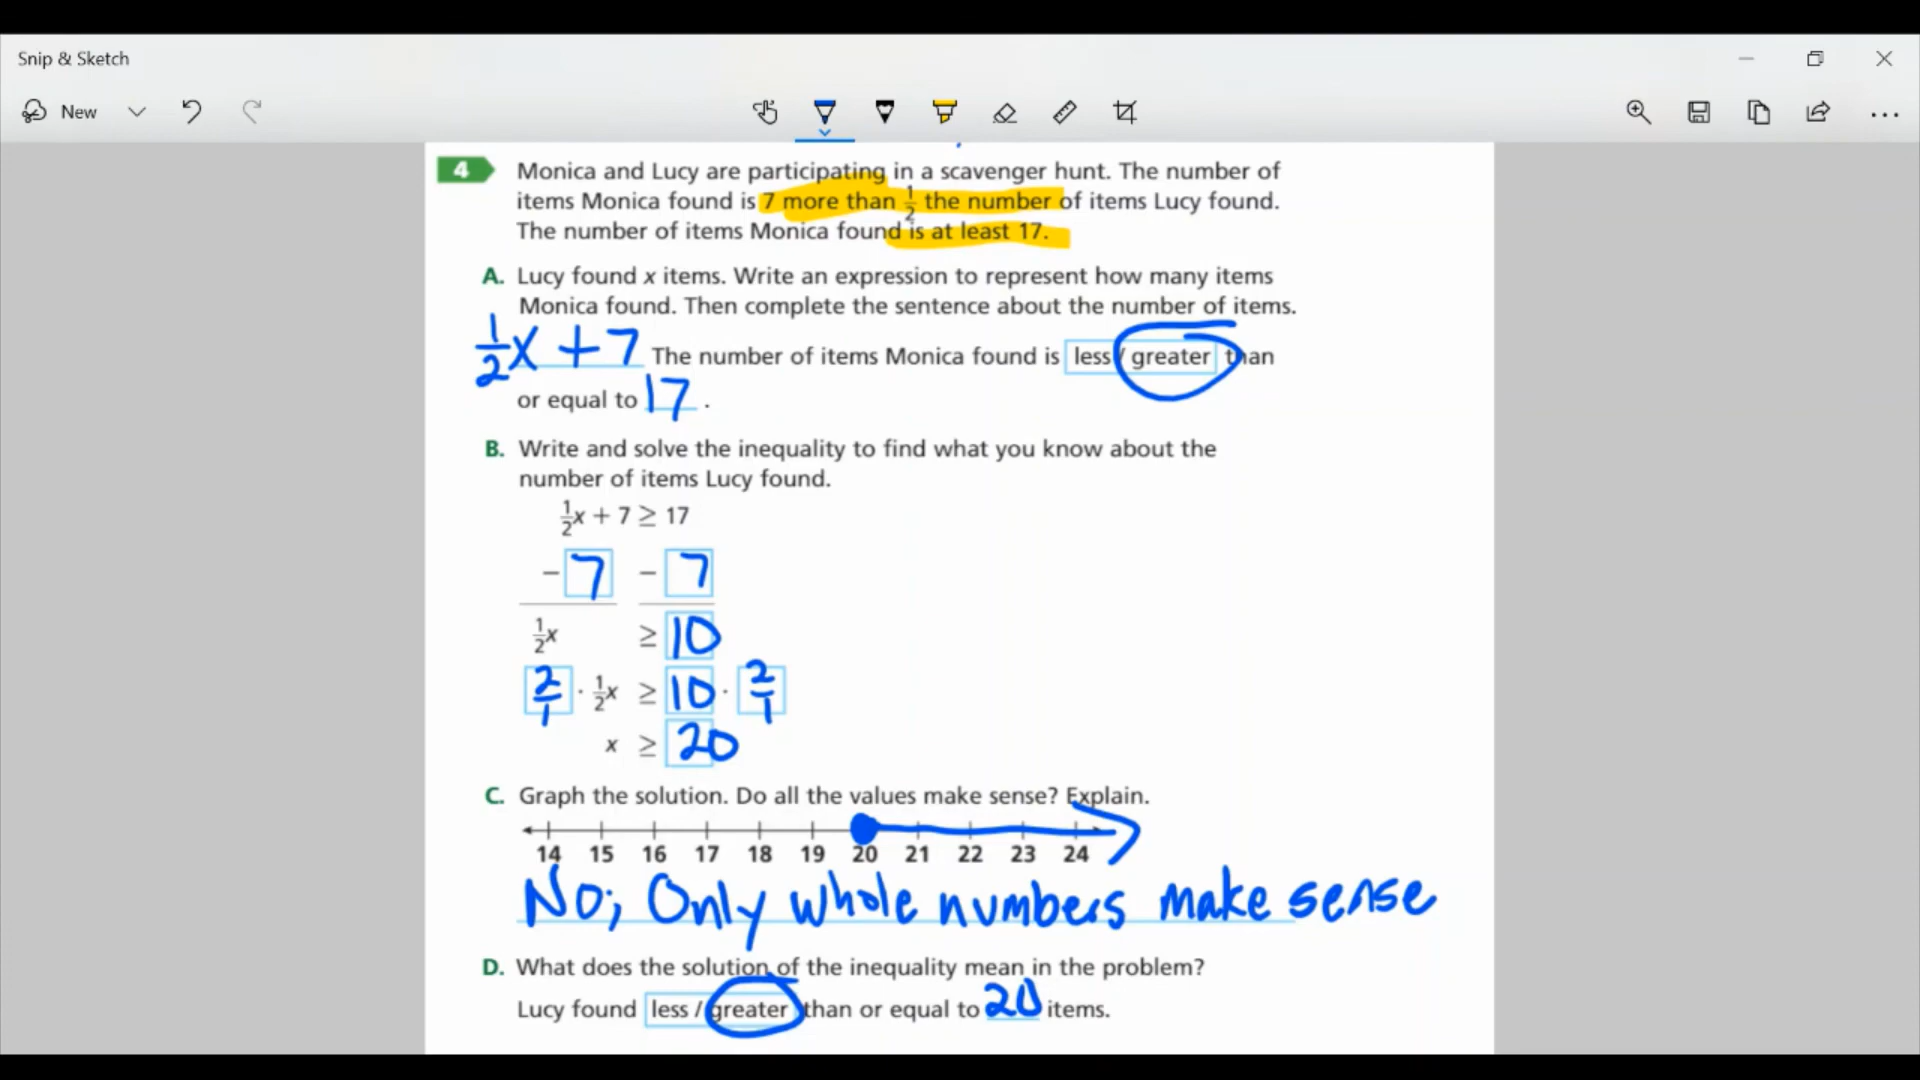 Snip & Sketch
New
4 Monica and Lucy are participating in a scavenger hunt. The number of
items Monica found is 7 more than 1/2 the number of items Lucy found.
The number of items Monica found is at least 17.
A. Lucy found x items. Write an expression to represent how many items
Monica found. Then complete the sentence about the number of items.
1/2 x + 7 The number of items Monica found is less / greater than
or equal to 17 .
B. Write and solve the inequality to find what you know about the
number of items Lucy found.
1/2 x + 7 ≥ 17
− 7 − 7
1/2 x ≥ 10
2/1 · 1/2 x ≥ 10 · 2/1
x ≥ 20
C. Graph the solution. Do all the values make sense? Explain.
14 15 16 17 18 19 20 21 22 23 24
No; Only whole numbers make sense
D. What does the solution of the inequality mean in the problem?
Lucy found less / greater than or equal to 20 items.